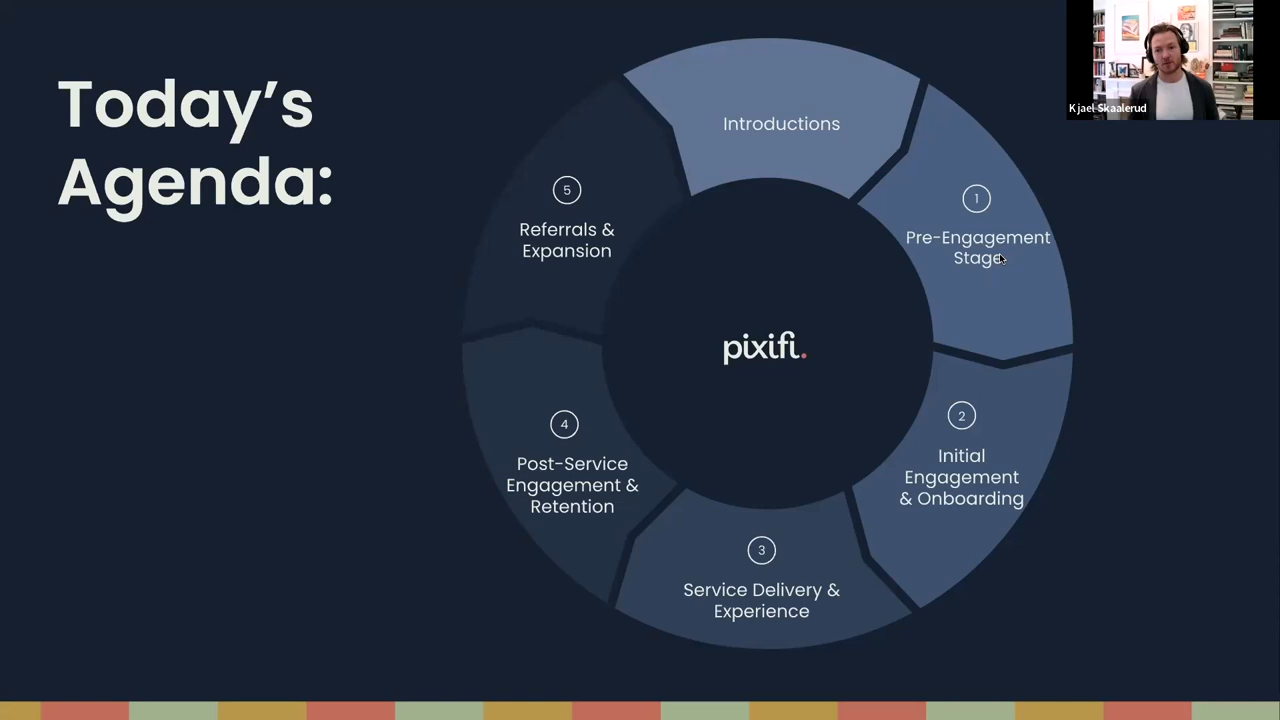 Today's
Agenda:
Introductions
1
Pre-Engagement
Stage
2
Initial
Engagement
& Onboarding
3
Service Delivery &
Experience
4
Post-Service
Engagement &
Retention
5
Referrals &
Expansion
pixifi.
Kjael Skaalerud